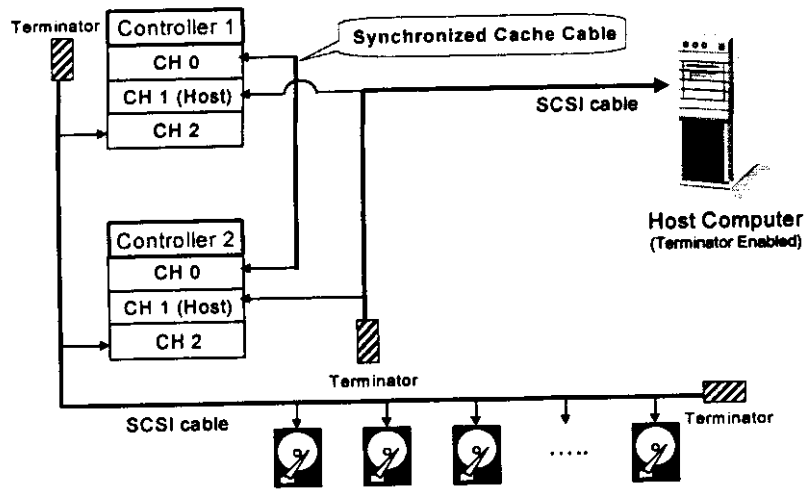 Terminator
Controller 1
CH 0
CH 1 (Host)
CH 2
Synchronized Cache Cable
SCSI cable
Host Computer
(Terminator Enabled)
Controller 2
CH 0
CH 1 (Host)
CH 2
Terminator
SCSI cable
Terminator
.....